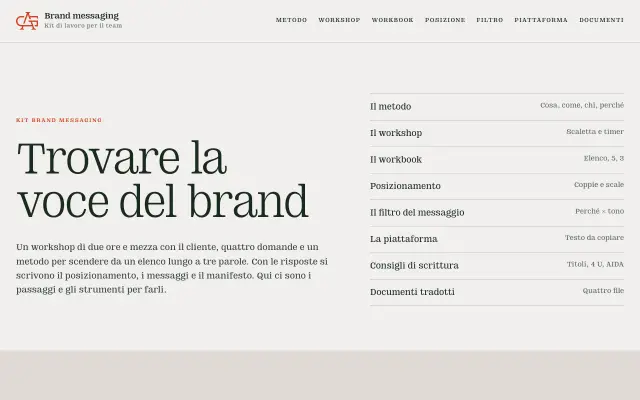 Brand messaging
Kit di lavoro per il team
METODO WORKSHOP WORKBOOK POSIZIONE FILTRO PIATTAFORMA DOCUMENTI
KIT BRAND MESSAGING
Trovare la
voce del brand
Un workshop di due ore e mezza con il cliente, quattro domande e un
metodo per scendere da un elenco lungo a tre parole. Con le risposte si
scrivono il posizionamento, i messaggi e il manifesto. Qui ci sono i
passaggi e gli strumenti per farli.
Il metodo Cosa, come, chi, perché
Il workshop Scaletta e timer
Il workbook Elenco, 5, 3
Posizionamento Coppie e scale
Il filtro del messaggio Perché × tono
La piattaforma Testo da copiare
Consigli di scrittura Titoli, 4 U, AIDA
Documenti tradotti Quattro file